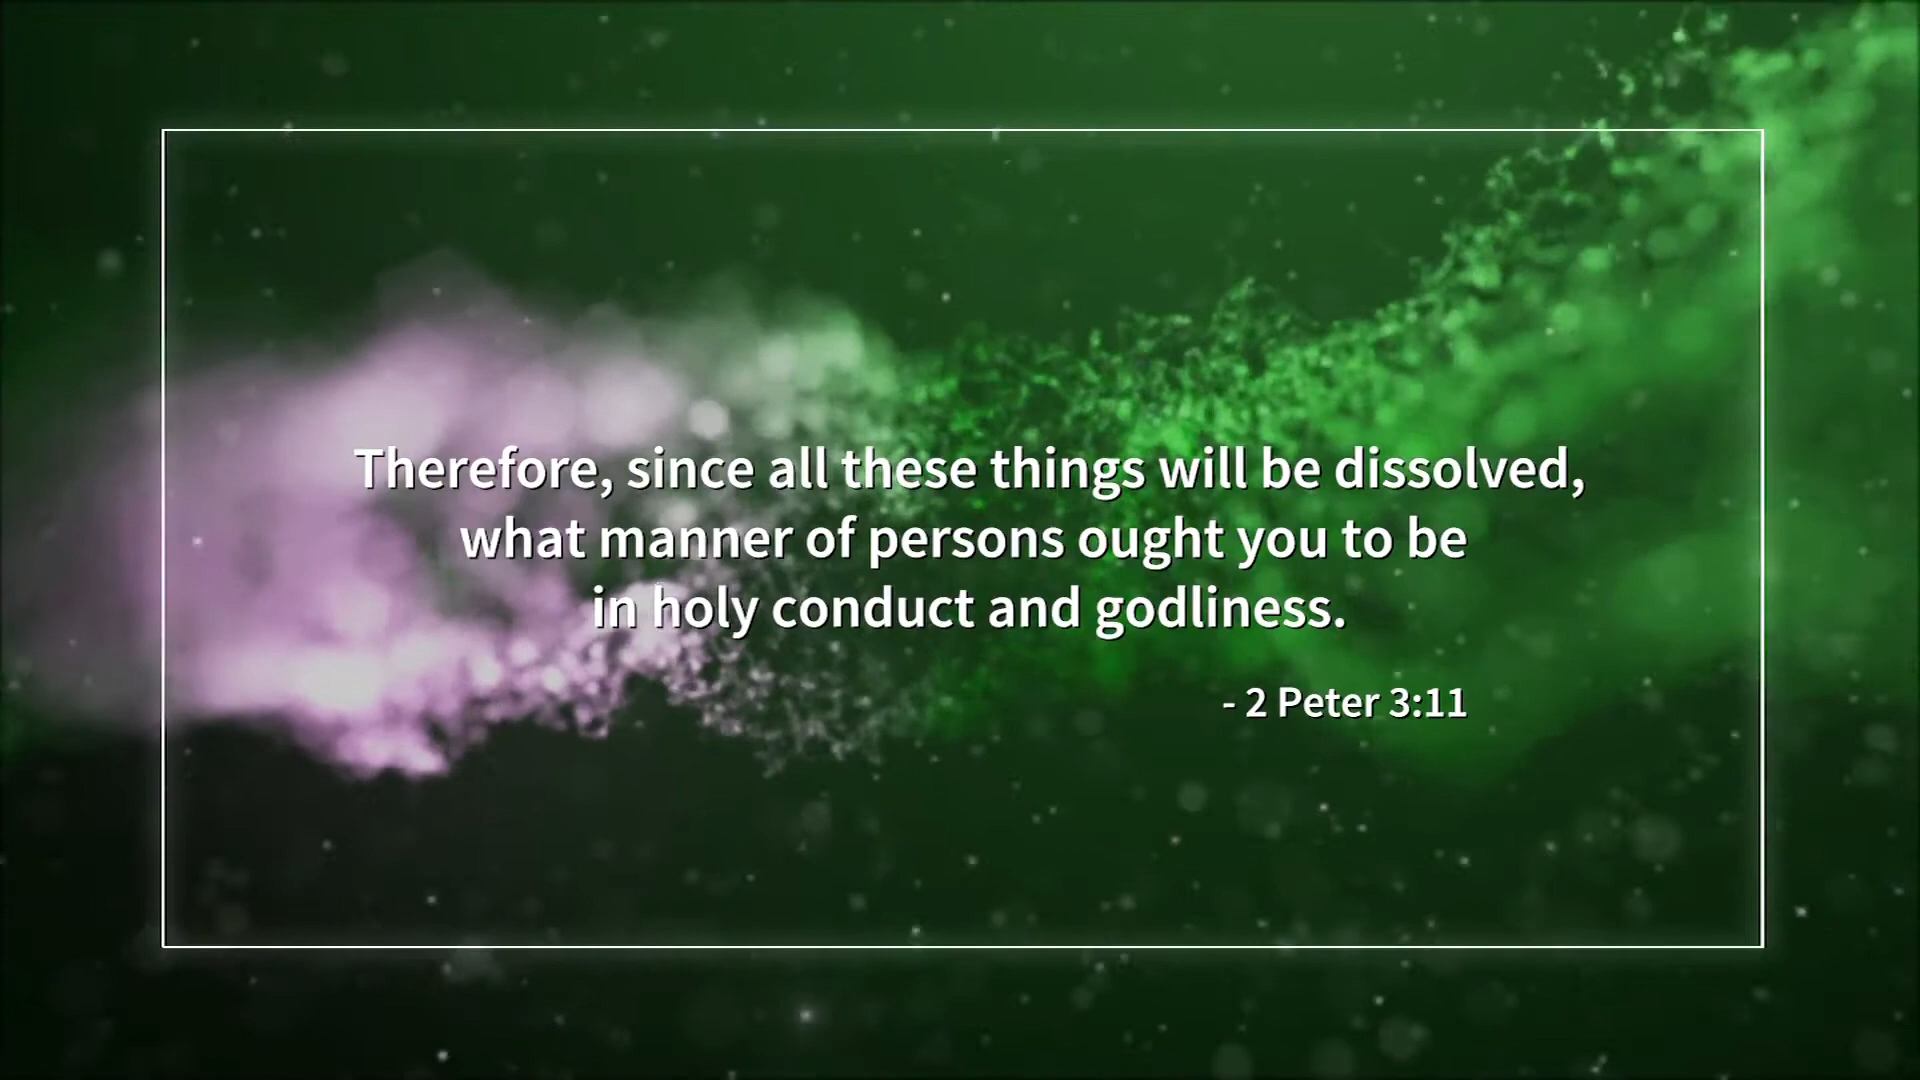 Therefore, since all these things will be dissolved,
what manner of persons ought you to be
in holy conduct and godliness.
- 2 Peter 3:11